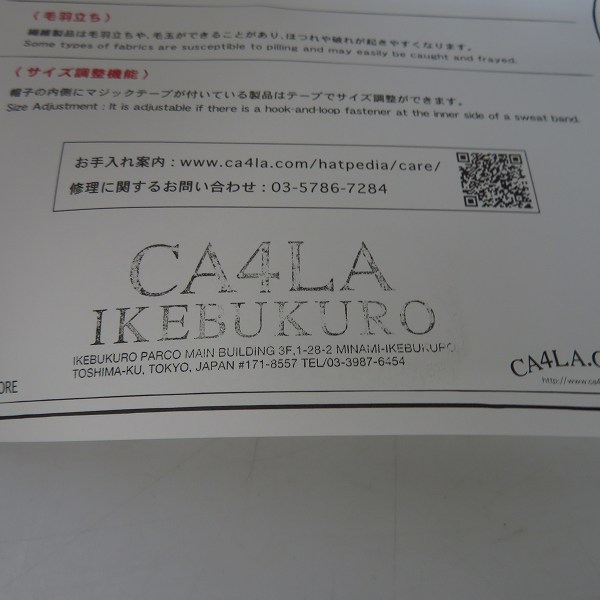 〈毛羽立ち〉
繊維製品は毛羽立ちや、毛玉ができることがあり、ほつれや破れが起きやすくなります。
Some types of fabrics are susceptible to pilling and may easily be caught and frayed.
〈サイズ調整機能〉
帽子の内側にマジックテープが付いている製品はテープでサイズ調整ができます。
Size Adjustment : It is adjustable if there is a hook-and-loop fastener at the inner side of a sweat band.
お手入れ案内：www.ca4la.com/hatpedia/care/
修理に関するお問い合わせ：03-5786-7284
CA4LA
IKEBUKURO
IKEBUKURO PARCO MAIN BUILDING 3F,1-28-2 MINAMI-IKEBUKURO
TOSHIMA-KU, TOKYO, JAPAN #171-8557 TEL/03-3987-6454
ORE
CA4LA.C
http://www.ca4